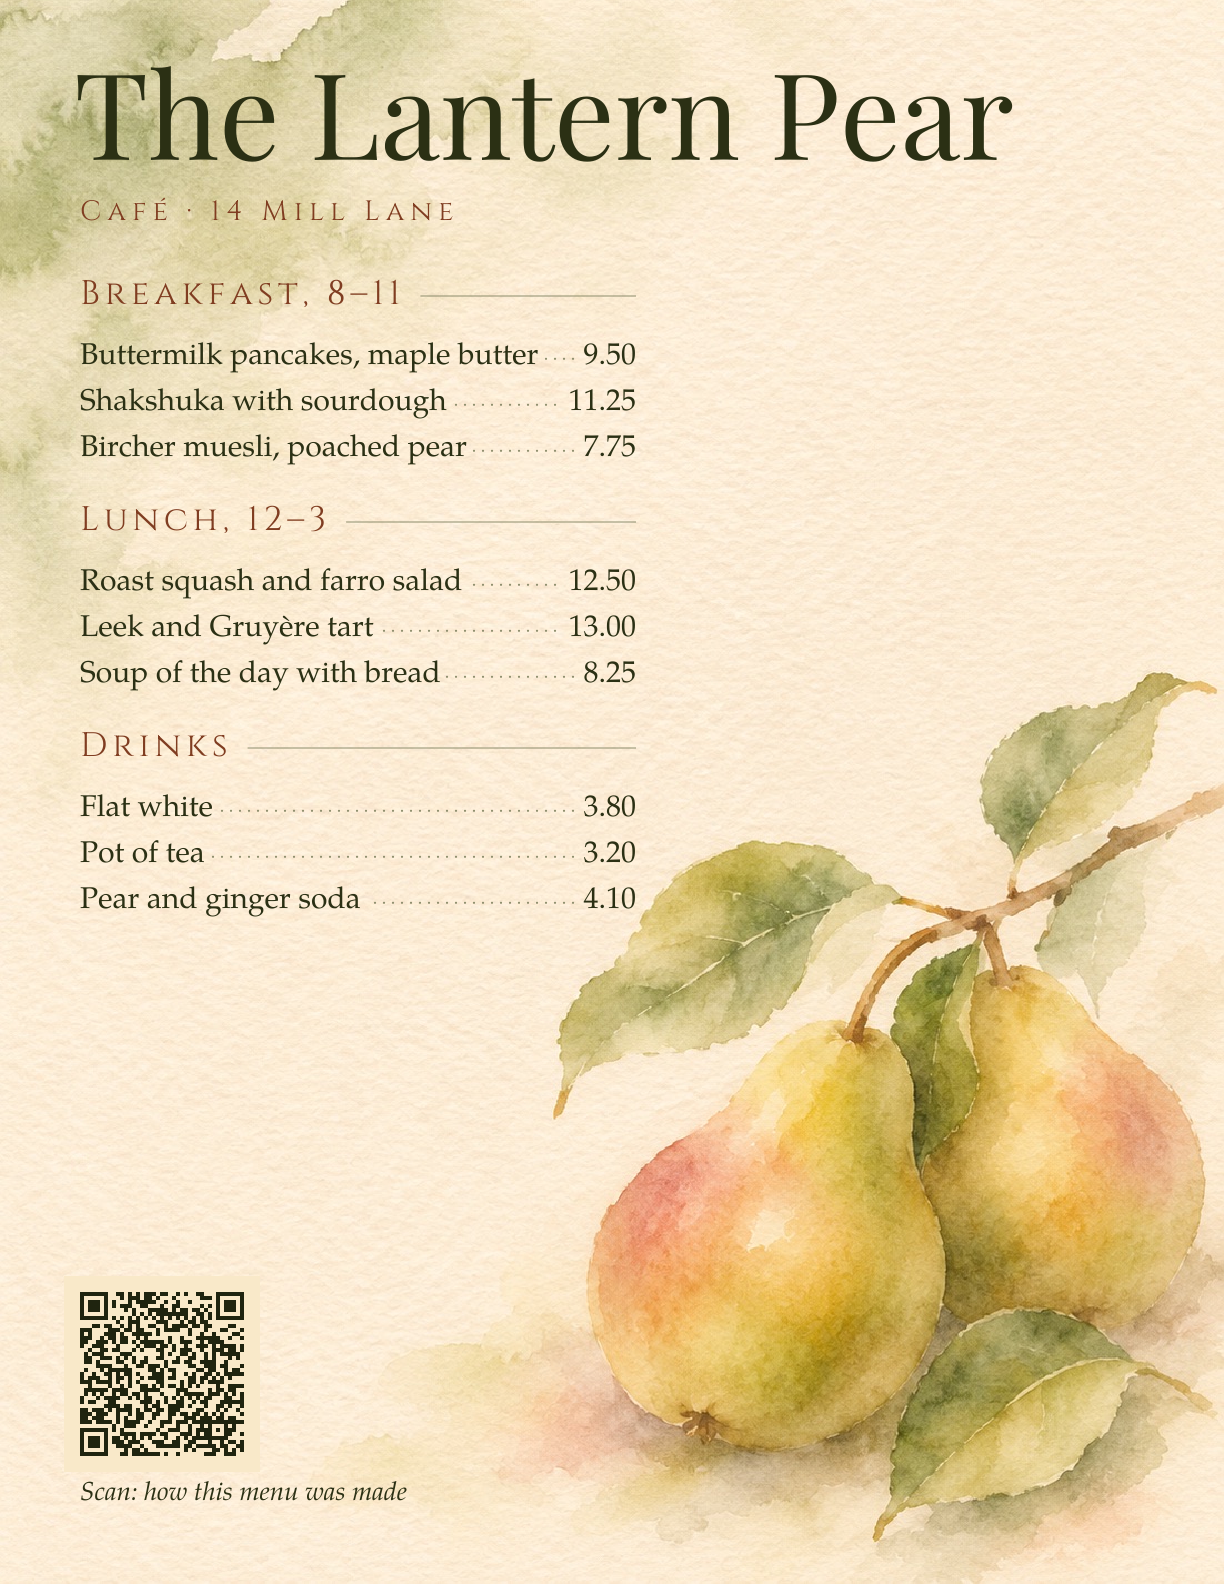 The Lantern Pear
Café · 14 Mill Lane
Breakfast, 8–11
Buttermilk pancakes, maple butter 9.50
Shakshuka with sourdough 11.25
Bircher muesli, poached pear 7.75
Lunch, 12–3
Roast squash and farro salad 12.50
Leek and Gruyère tart 13.00
Soup of the day with bread 8.25
Drinks
Flat white 3.80
Pot of tea 3.20
Pear and ginger soda 4.10
Scan: how this menu was made